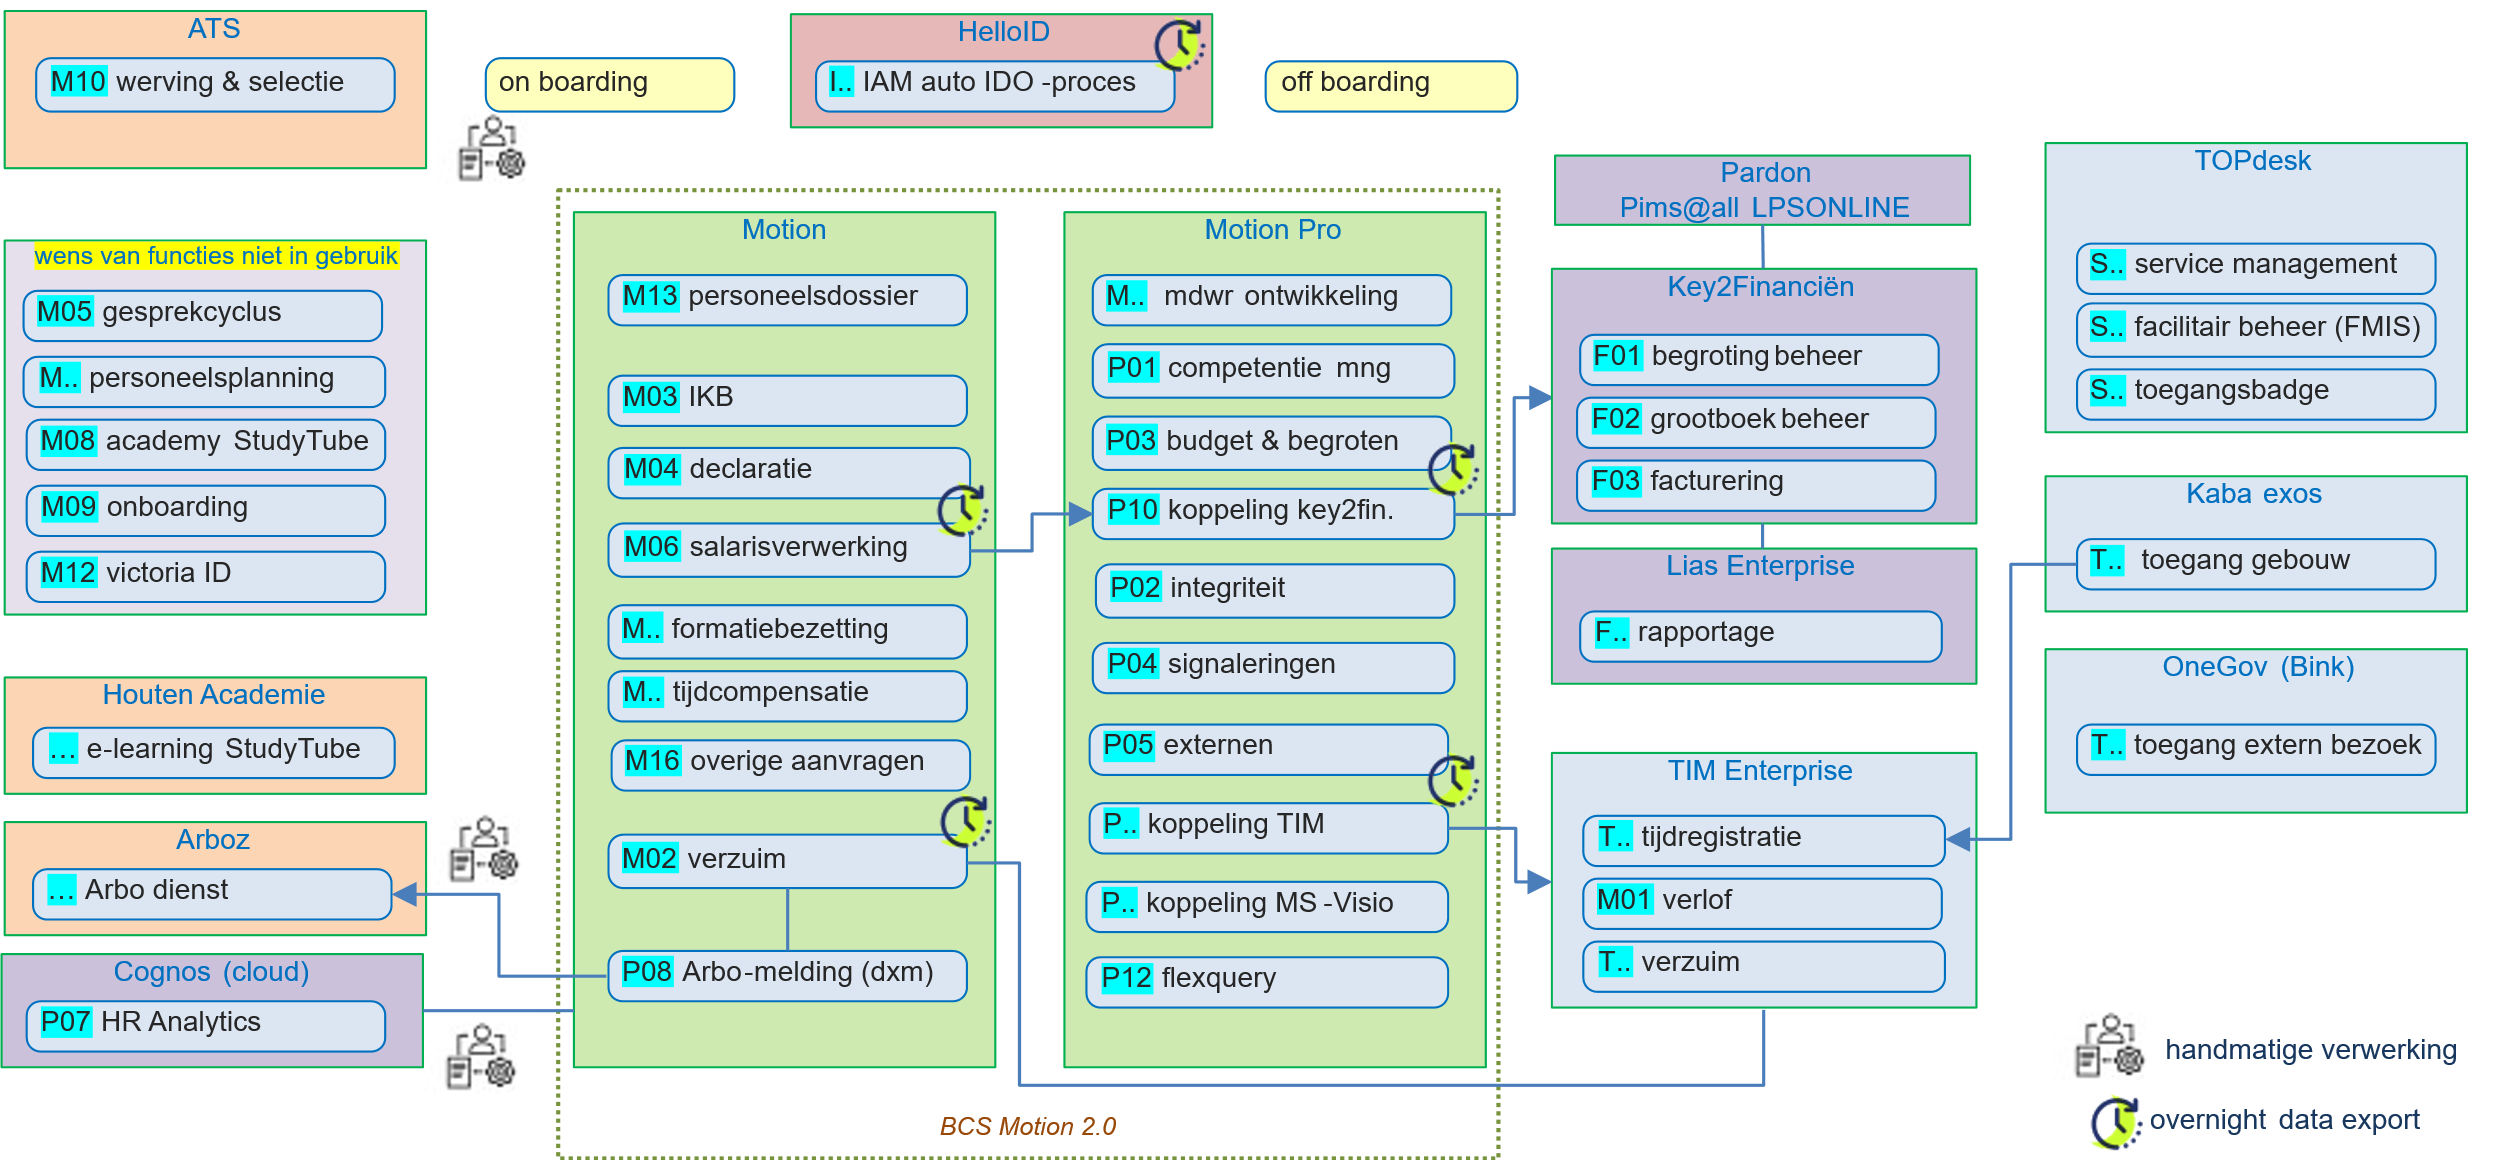 ATS
M10 werving & selectie
on boarding
HelloID
I.. IAM auto IDO -proces
off boarding
wens van functies niet in gebruik
M05 gesprekcyclus
M.. personeelsplanning
M08 academy StudyTube
M09 onboarding
M12 victoria ID
Houten Academie
... e-learning StudyTube
Arboz
... Arbo dienst
Cognos (cloud)
P07 HR Analytics
Motion
M13 personeelsdossier
M03 IKB
M04 declaratie
M06 salarisverwerking
M.. formatiebezetting
M.. tijdcompensatie
M16 overige aanvragen
M02 verzuim
P08 Arbo-melding (dxm)
Motion Pro
M.. mdwr ontwikkeling
P01 competentie mng
P03 budget & begroten
P10 koppeling key2fin.
P02 integriteit
P04 signaleringen
P05 externen
P.. koppeling TIM
P.. koppeling MS-Visio
P12 flexquery
BCS Motion 2.0
Pardon
Pims@all LPSONLINE
Key2Financiën
F01 begroting beheer
F02 grootboek beheer
F03 facturering
Lias Enterprise
F.. rapportage
TIM Enterprise
T.. tijdregistratie
M01 verlof
T.. verzuim
TOPdesk
S.. service management
S.. facilitair beheer (FMIS)
S.. toegangsbadge
Kaba exos
T.. toegang gebouw
OneGov (Bink)
T.. toegang extern bezoek
handmatige verwerking
overnight data export